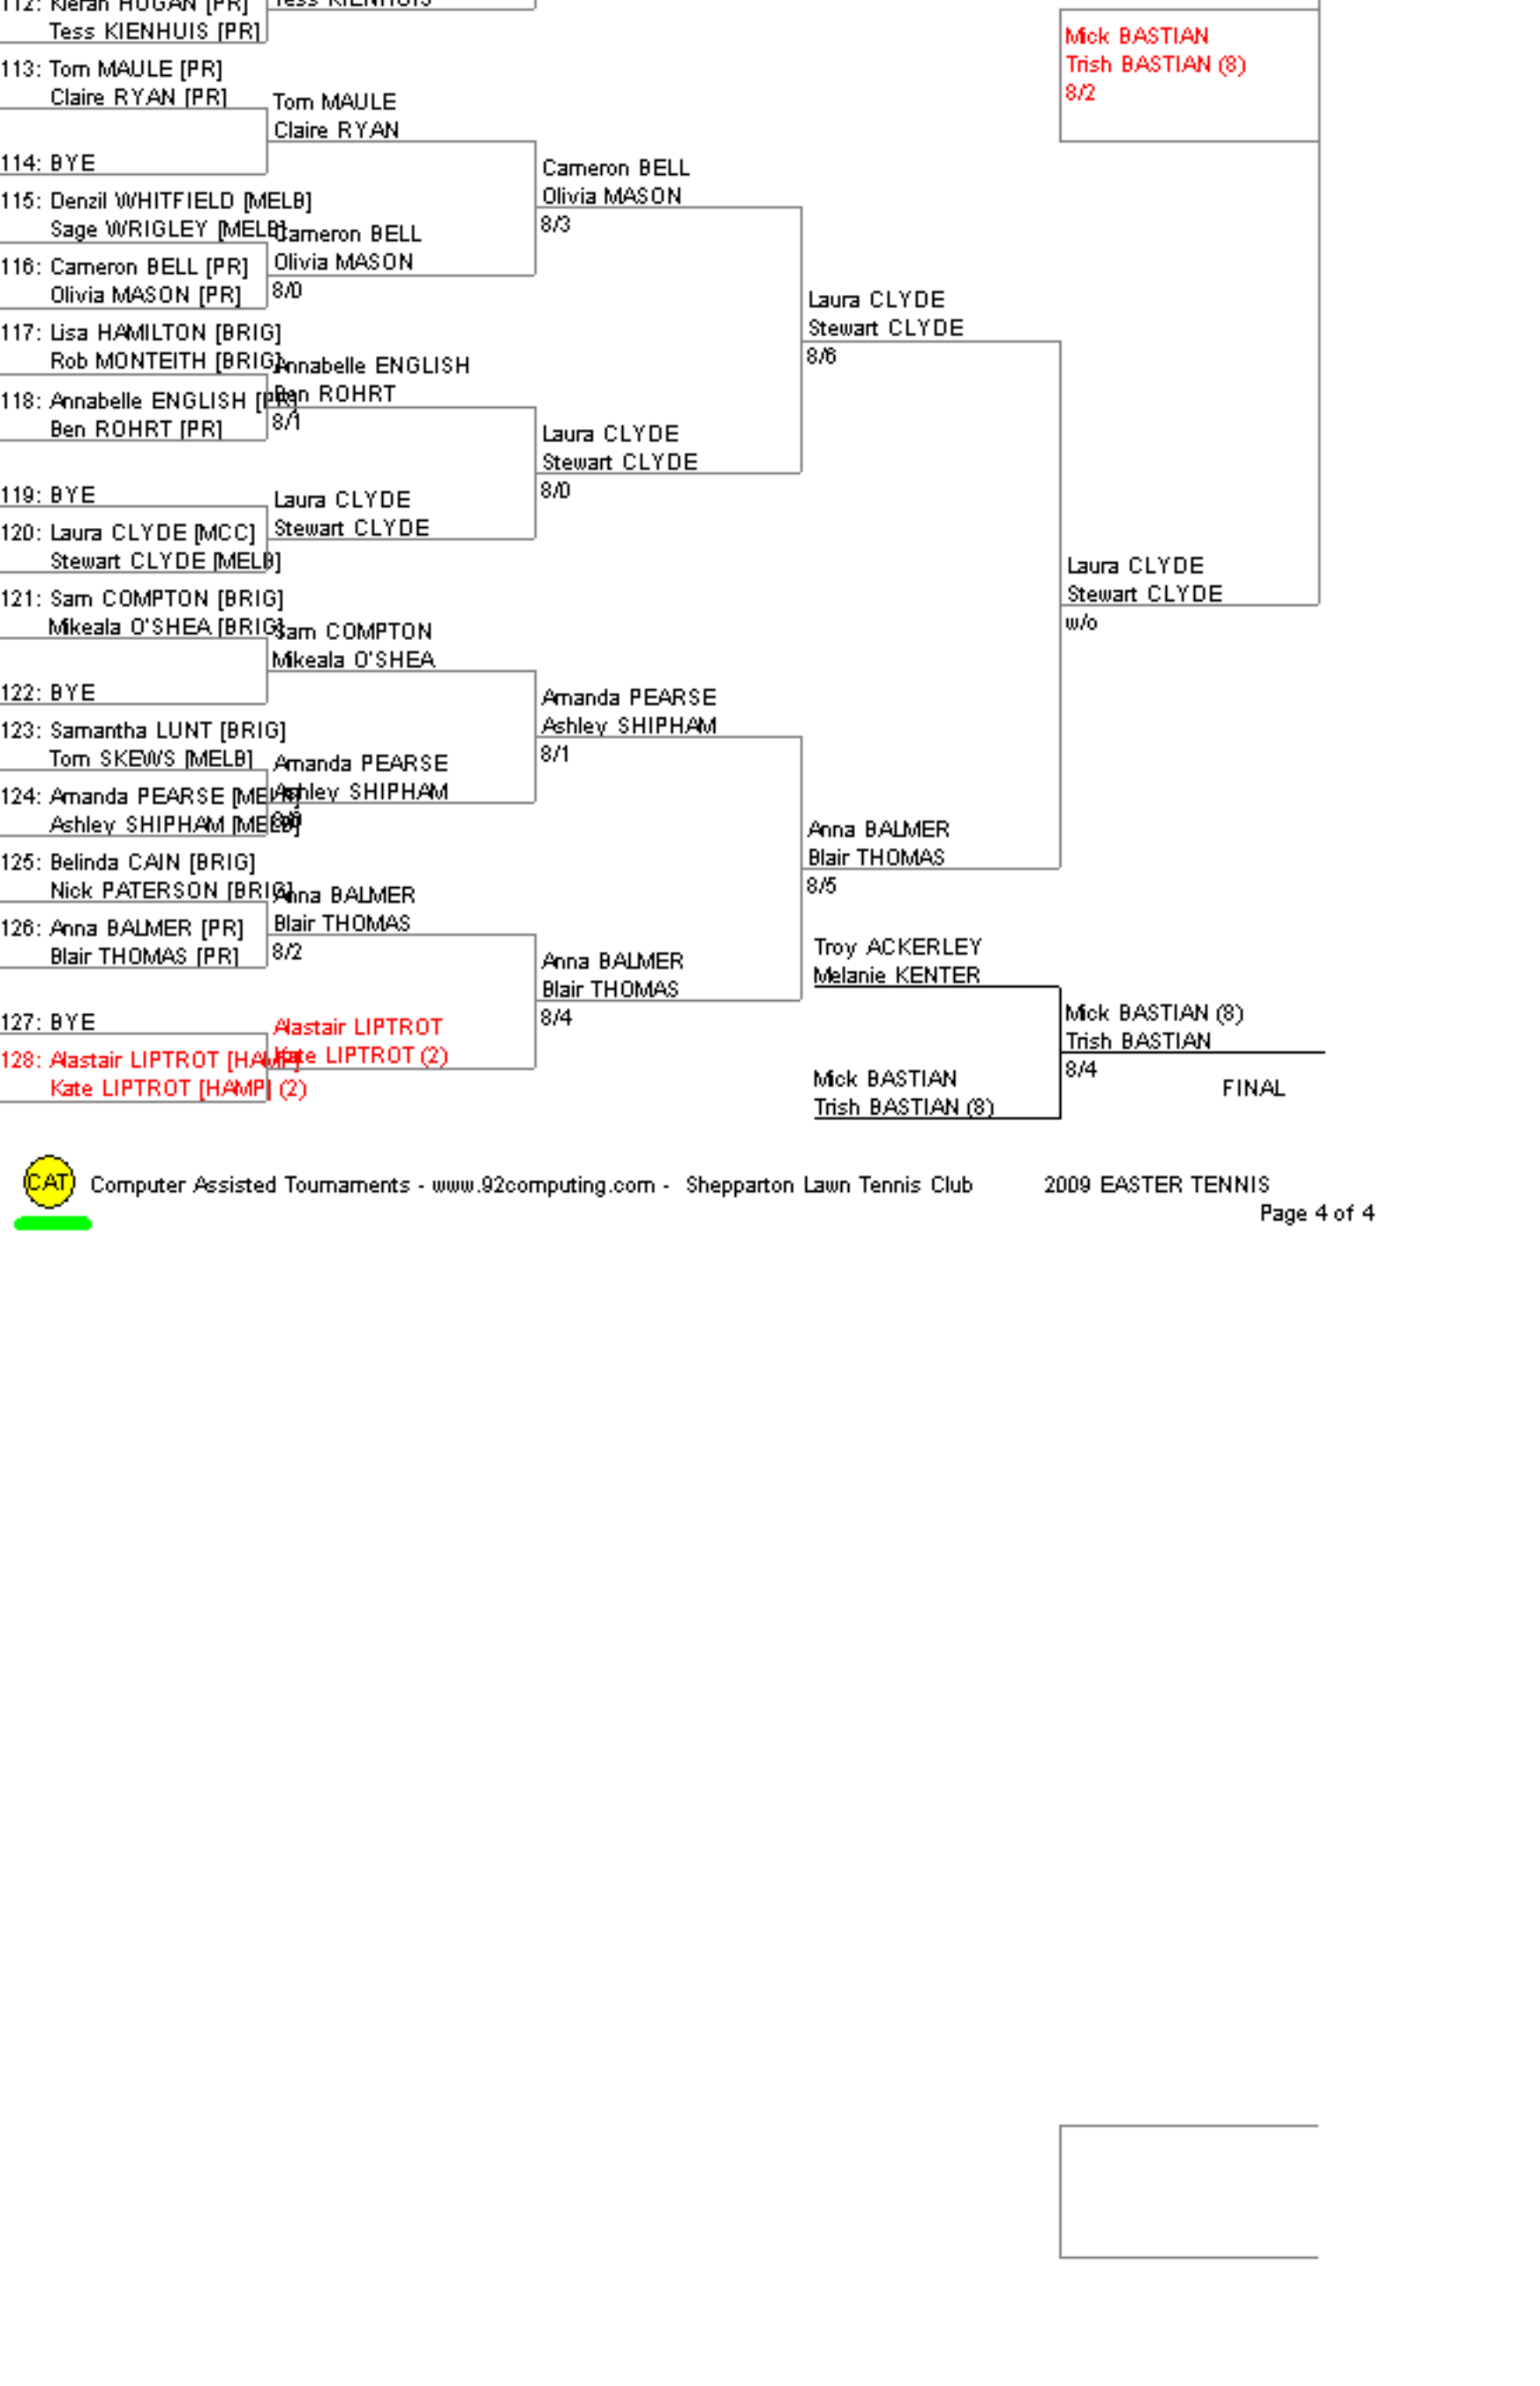 112: Kieran HOGAN [PR]
Tess KIENHUIS [PR]
Tess KIENHUIS
Mick BASTIAN
Trish BASTIAN (8)
8/2
113: Tom MAULE [PR]
Claire RYAN [PR]
Tom MAULE
Claire RYAN
114: BYE
Cameron BELL
Olivia MASON
8/3
115: Denzil WHITFIELD [MELB]
Sage WRIGLEY [MELB]
Cameron BELL
Olivia MASON
8/0
116: Cameron BELL [PR]
Olivia MASON [PR]
Laura CLYDE
Stewart CLYDE
8/6
117: Lisa HAMILTON [BRIG]
Rob MONTEITH [BRIG]
Annabelle ENGLISH
Ben ROHRT
8/1
118: Annabelle ENGLISH [PR]
Ben ROHRT [PR]
Laura CLYDE
Stewart CLYDE
8/0
119: BYE
Laura CLYDE
Stewart CLYDE
120: Laura CLYDE [MCC]
Stewart CLYDE [MELB]
Laura CLYDE
Stewart CLYDE
w/o
121: Sam COMPTON [BRIG]
Mikeala O'SHEA [BRIG]
Sam COMPTON
Mikeala O'SHEA
122: BYE
Amanda PEARSE
Ashley SHIPHAM
8/1
123: Samantha LUNT [BRIG]
Tom SKEWS [MELB]
Amanda PEARSE
Ashley SHIPHAM
124: Amanda PEARSE [MELB]
Ashley SHIPHAM [MELB]
Anna BALMER
Blair THOMAS
8/5
125: Belinda CAIN [BRIG]
Nick PATERSON [BRIG]
Anna BALMER
Blair THOMAS
8/2
126: Anna BALMER [PR]
Blair THOMAS [PR]
Anna BALMER
Blair THOMAS
8/4
Troy ACKERLEY
Melanie KENTER
127: BYE
Alastair LIPTROT
Kate LIPTROT (2)
128: Alastair LIPTROT [HAMP]
Kate LIPTROT [HAMP] (2)
Mick BASTIAN (8)
Trish BASTIAN
8/4
Mick BASTIAN
Trish BASTIAN (8)
FINAL
CAT
Computer Assisted Tournaments - www.92computing.com - Shepparton Lawn Tennis Club 2009 EASTER TENNIS
Page 4 of 4